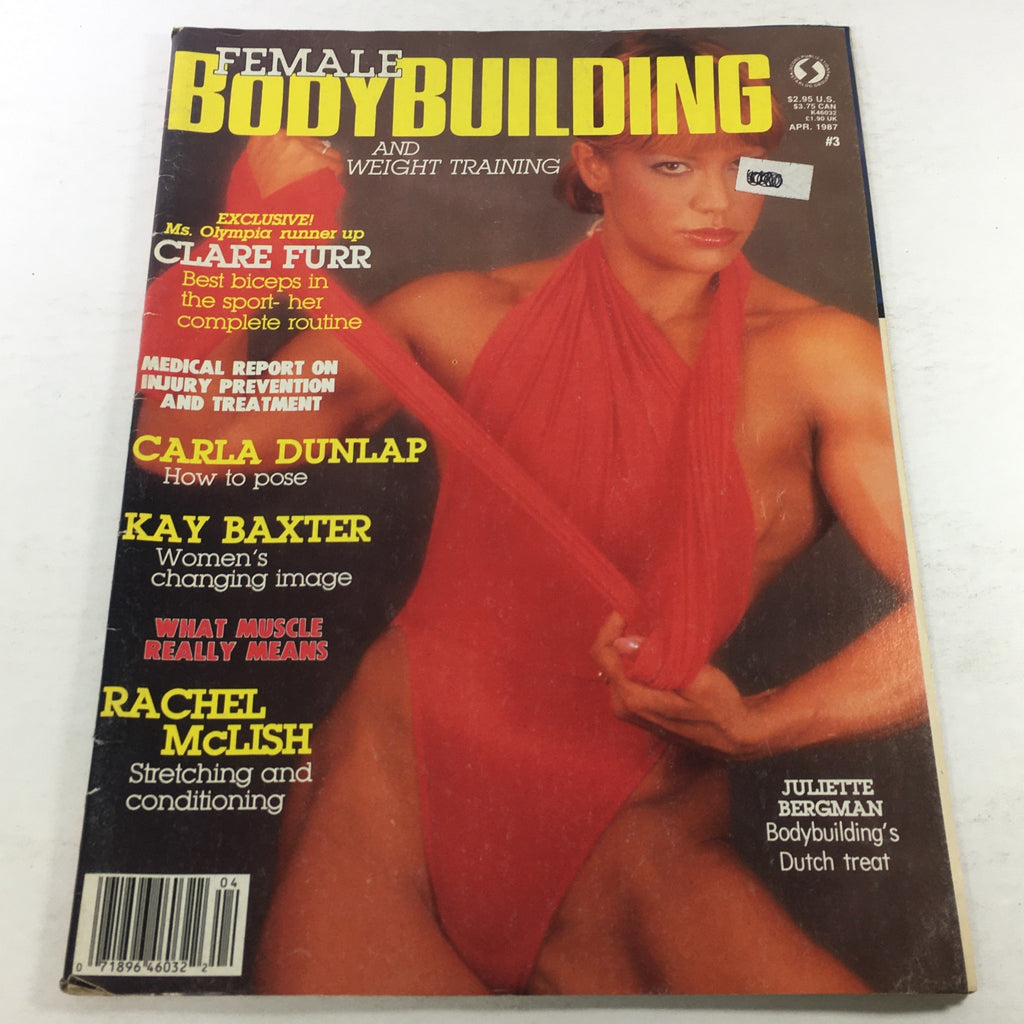 FEMALE
BODYBUILDING
AND
WEIGHT TRAINING
$2.95 U.S.
$3.75 CAN
K46032
£1.90 UK
APR. 1987
#3
EXCLUSIVE!
Ms. Olympia runner up
CLARE FURR
Best biceps in
the sport- her
complete routine
MEDICAL REPORT ON
INJURY PREVENTION
AND TREATMENT
CARLA DUNLAP
How to pose
KAY BAXTER
Women's
changing image
WHAT MUSCLE
REALLY MEANS
RACHEL
McLISH
Stretching and
conditioning
JULIETTE
BERGMAN
Bodybuilding's
Dutch treat
04
0 71896 46032 2